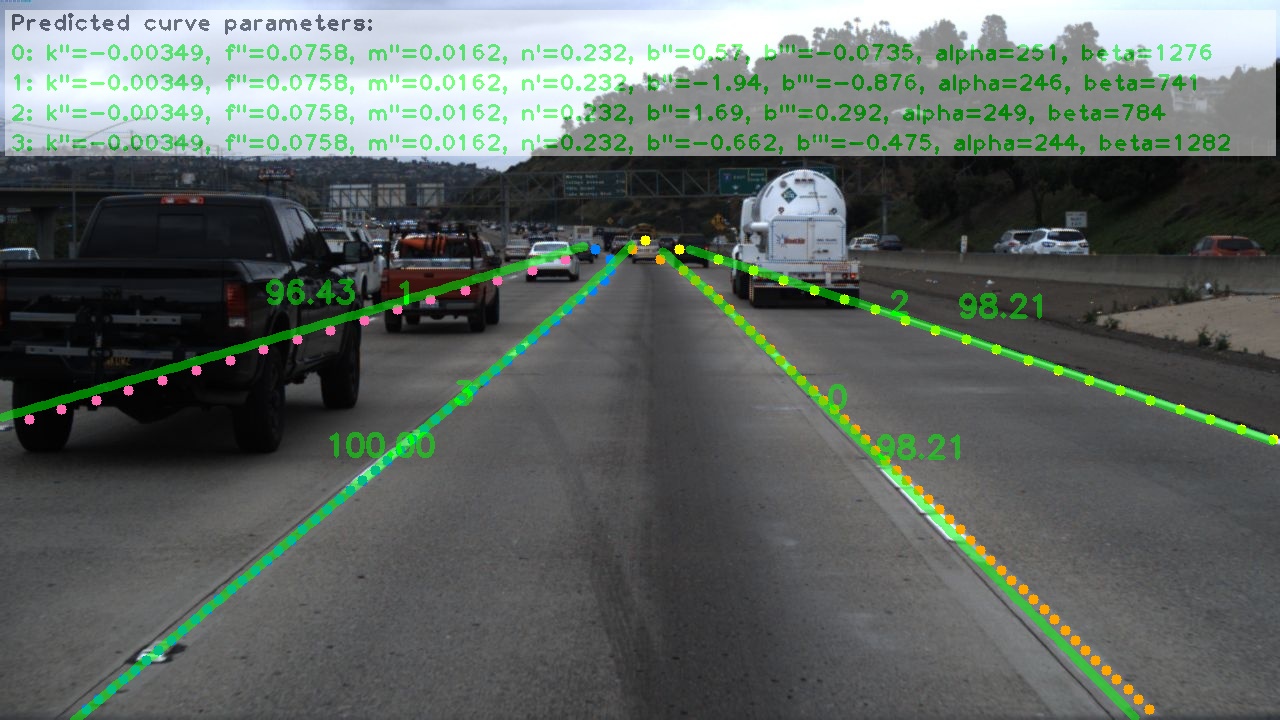 Predicted curve parameters:
0: k''=-0.00349, f''=0.0758, m''=0.0162, n'=0.232, b''=0.57, b'''=-0.0735, alpha=251, beta=1276
1: k''=-0.00349, f''=0.0758, m''=0.0162, n'=0.232, b''=-1.94, b'''=-0.876, alpha=246, beta=741
2: k''=-0.00349, f''=0.0758, m''=0.0162, n'=0.232, b''=1.69, b'''=0.292, alpha=249, beta=784
3: k''=-0.00349, f''=0.0758, m''=0.0162, n'=0.232, b''=-0.662, b'''=-0.475, alpha=244, beta=1282
96.43 1
2 98.21
3
0
100.00
98.21